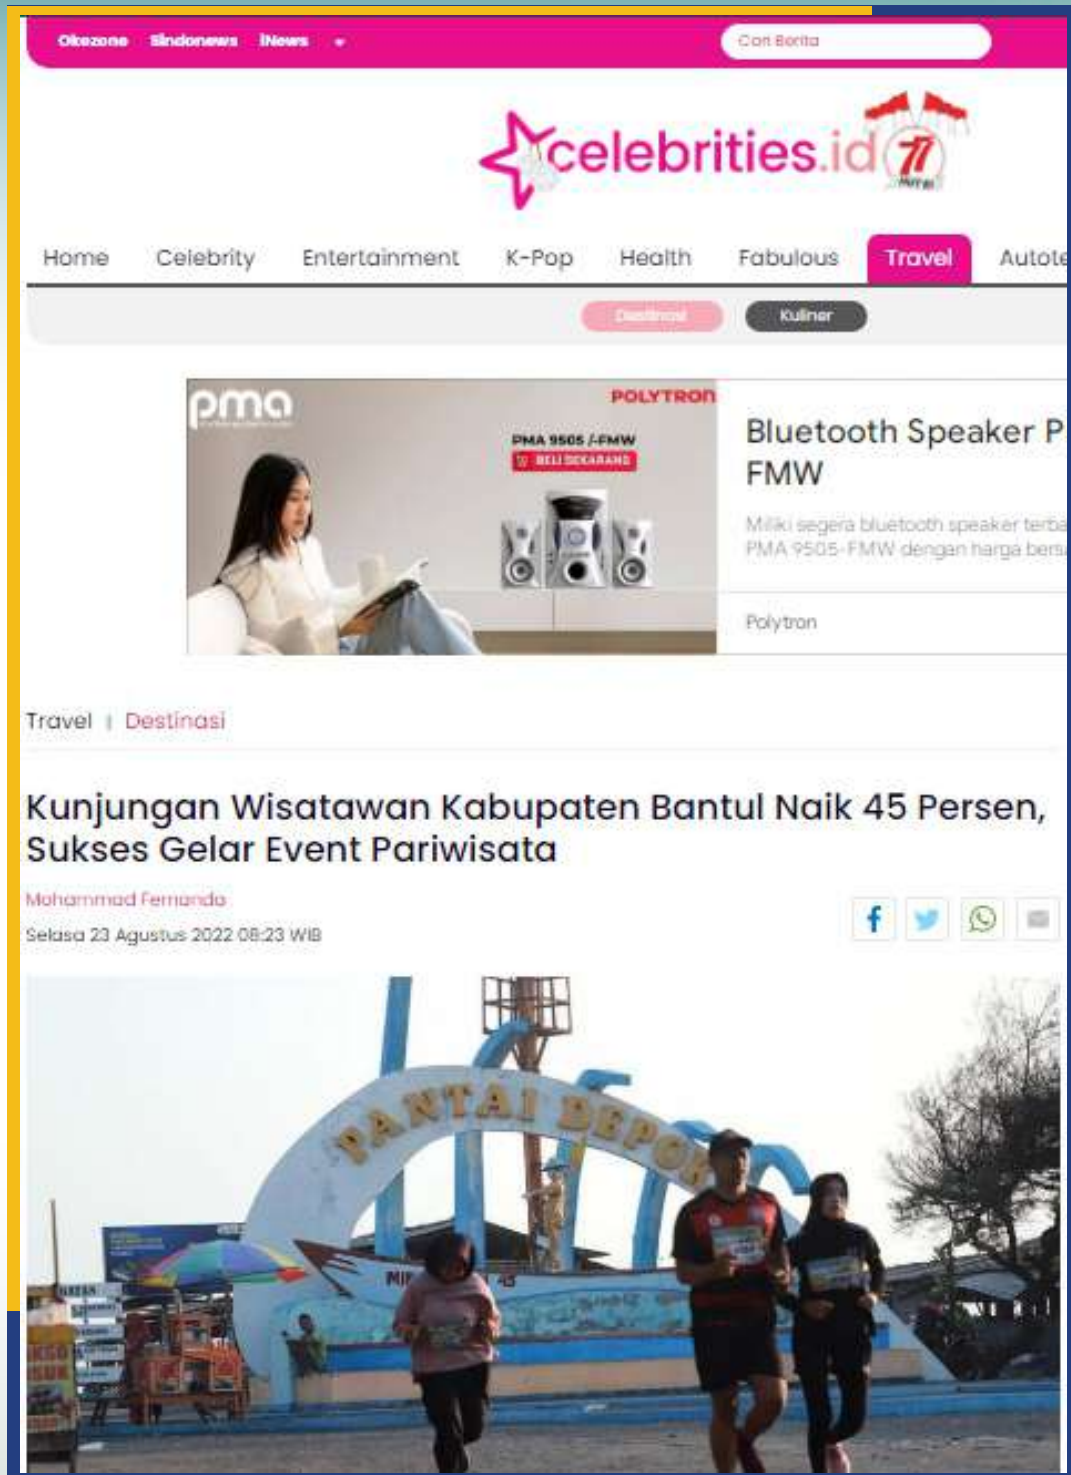 Okezone Sindonews iNews
Cari Berita
celebrities.id
77
Home Celebrity Entertainment K-Pop Health Fabulous Travel Autote
Destinasi Kuliner
pma
POLYTRON
PMA 9505 /-FMW
BELI SEKARANG
Bluetooth Speaker P
FMW
Miliki segera bluetooth speaker terba
PMA 9505-FMW dengan harga bersa
Polytron
Travel | Destinasi
Kunjungan Wisatawan Kabupaten Bantul Naik 45 Persen,
Sukses Gelar Event Pariwisata
Mohammad Fernanda
Selasa 23 Agustus 2022 08:23 WIB
PANTAI DEPOK